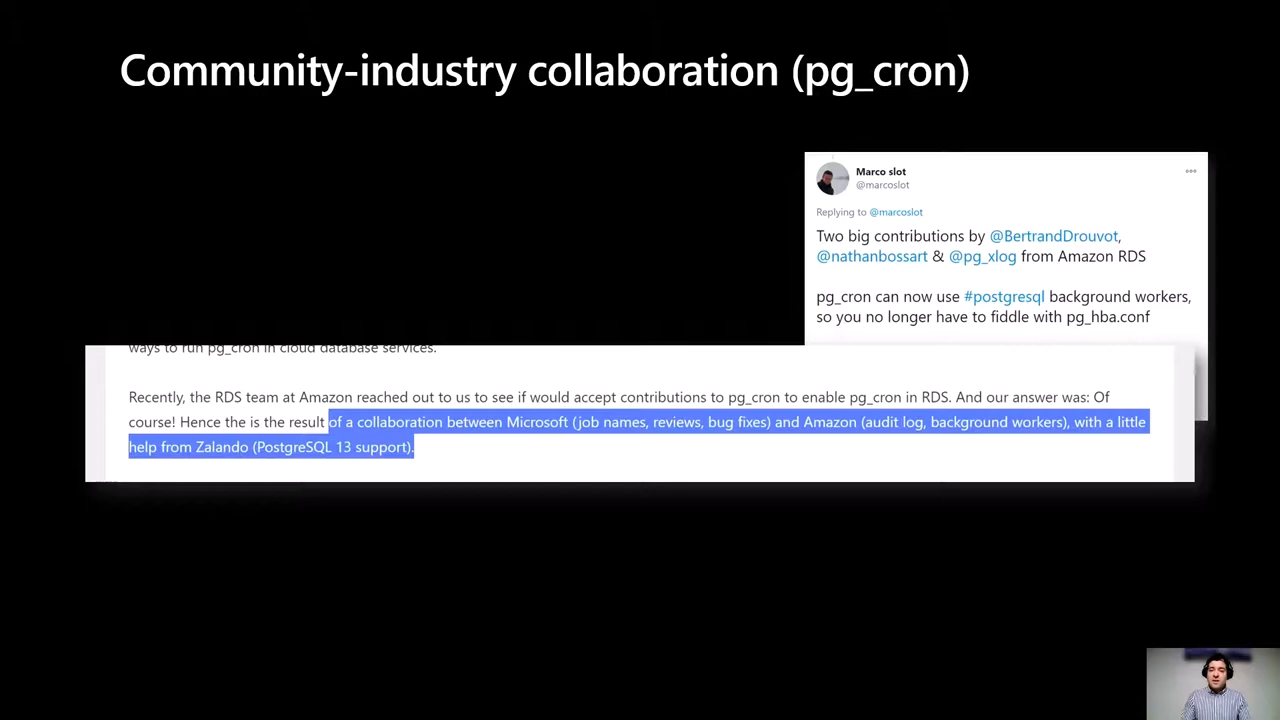 Community-industry collaboration (pg_cron)
Marco slot
@marcoslot
Replying to @marcoslot
Two big contributions by @BertrandDrouvot,
@nathanbossart & @pg_xlog from Amazon RDS
pg_cron can now use #postgresql background workers,
so you no longer have to fiddle with pg_hba.conf
ways to run pg_cron in cloud database services.
Recently, the RDS team at Amazon reached out to us to see if would accept contributions to pg_cron to enable pg_cron in RDS. And our answer was: Of
course! Hence the is the result of a collaboration between Microsoft (job names, reviews, bug fixes) and Amazon (audit log, background workers), with a little
help from Zalando (PostgreSQL 13 support).